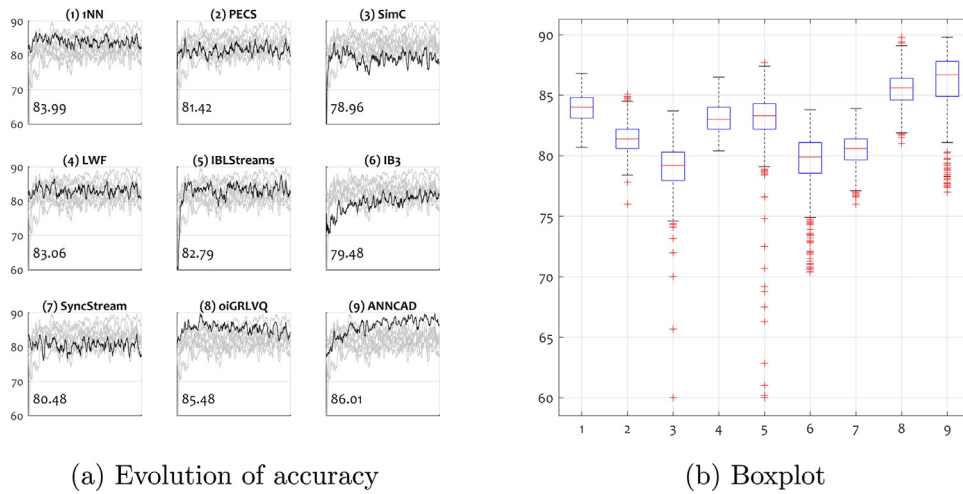 (1) 1NN (2) PECS (3) SimC
90
80
70
60
83.99 81.42 78.96
(4) LWF (5) IBLStreams (6) IB3
90
80
70
60
83.06 82.79 79.48
(7) SyncStream (8) oiGRLVQ (9) ANNCAD
90
80
70
60
80.48 85.48 86.01
(a) Evolution of accuracy
90
85
80
75
70
65
60
1 2 3 4 5 6 7 8 9
(b) Boxplot